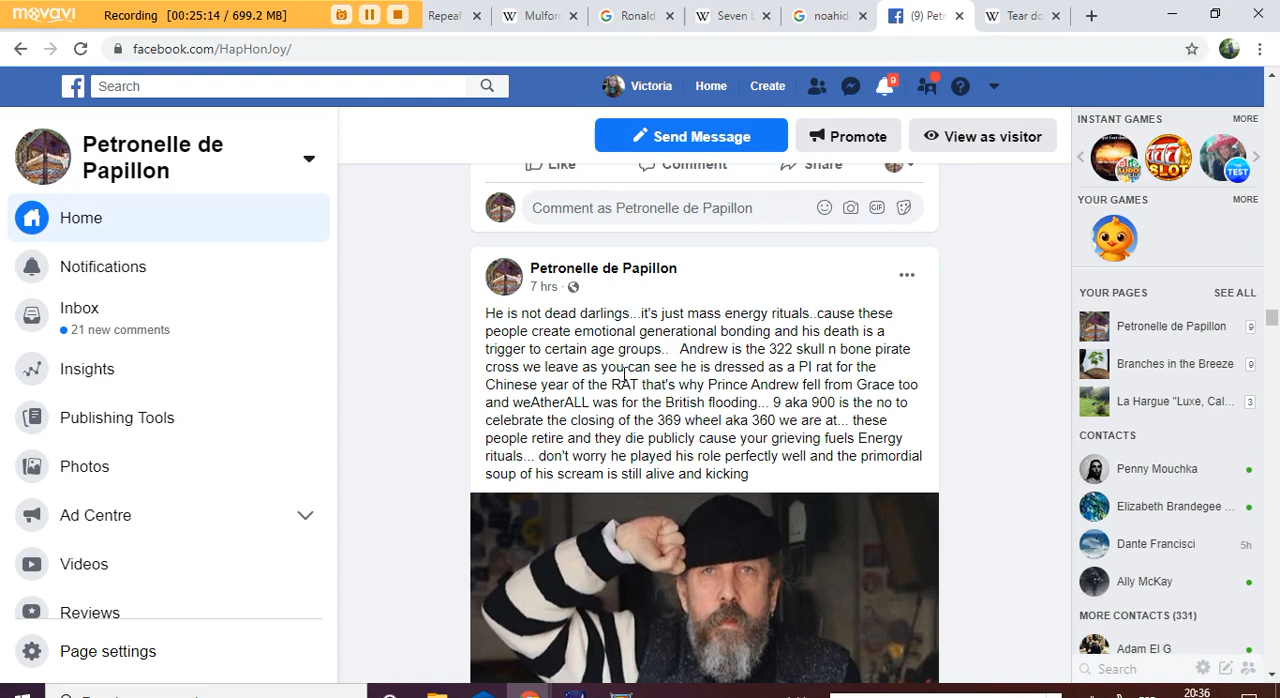 movavi Recording [00:25:14 / 699.2 MB]
Repeal
Mulford
Ronald
Seven L
noahide
(9) Petr
Tear do
facebook.com/HapHonJoy/
Search
Victoria
Home
Create
9
Petronelle de
Papillon
Send Message
Promote
View as visitor
INSTANT GAMES
MORE
Like
Comment
Share
Comment as Petronelle de Papillon
GIF
SLOT
TEST
YOUR GAMES
MORE
Home
Notifications
Inbox
21 new comments
Insights
Publishing Tools
Photos
Ad Centre
Videos
Reviews
Page settings
Petronelle de Papillon
7 hrs ·
He is not dead darlings...it's just mass energy rituals..cause these
people create emotional generational bonding and his death is a
trigger to certain age groups.. Andrew is the 322 skull n bone pirate
cross we leave as you can see he is dressed as a PI rat for the
Chinese year of the RAT that's why Prince Andrew fell from Grace too
and weAtherALL was for the British flooding... 9 aka 900 is the no to
celebrate the closing of the 369 wheel aka 360 we are at... these
people retire and they die publicly cause your grieving fuels Energy
rituals... don't worry he played his role perfectly well and the primordial
soup of his scream is still alive and kicking
YOUR PAGES
SEE ALL
Petronelle de Papillon
9
Branches in the Breeze
9
La Hargue "Luxe, Cal...
3
CONTACTS
Penny Mouchka
Elizabeth Brandegee ...
Dante Francisci
5h
Ally McKay
MORE CONTACTS (331)
Adam El G
Search
20:36